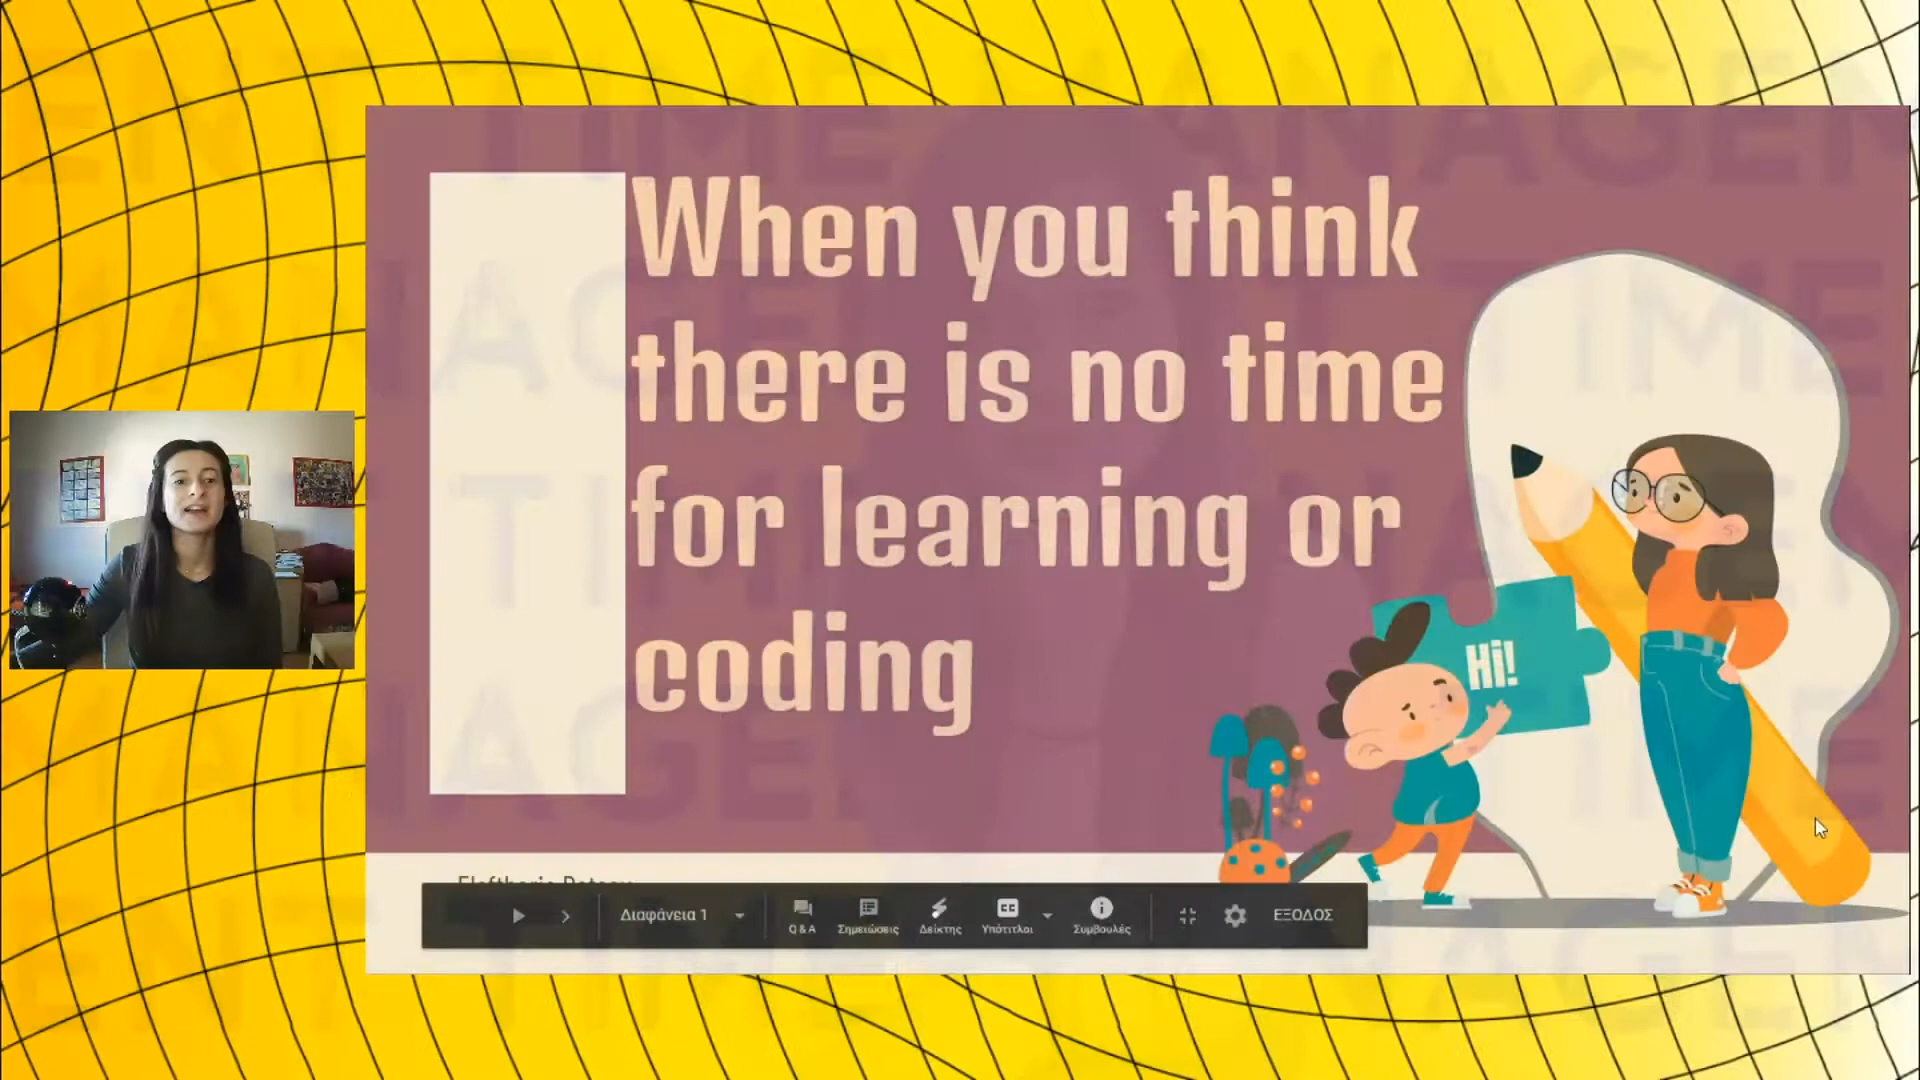 When you think
there is no time
for learning or
coding
Hi!
Διαφάνεια 1
Q & A
Σημειώσεις
Δείκτης
Υπότιτλοι
Συμβουλές
ΕΞΟΔΟΣ